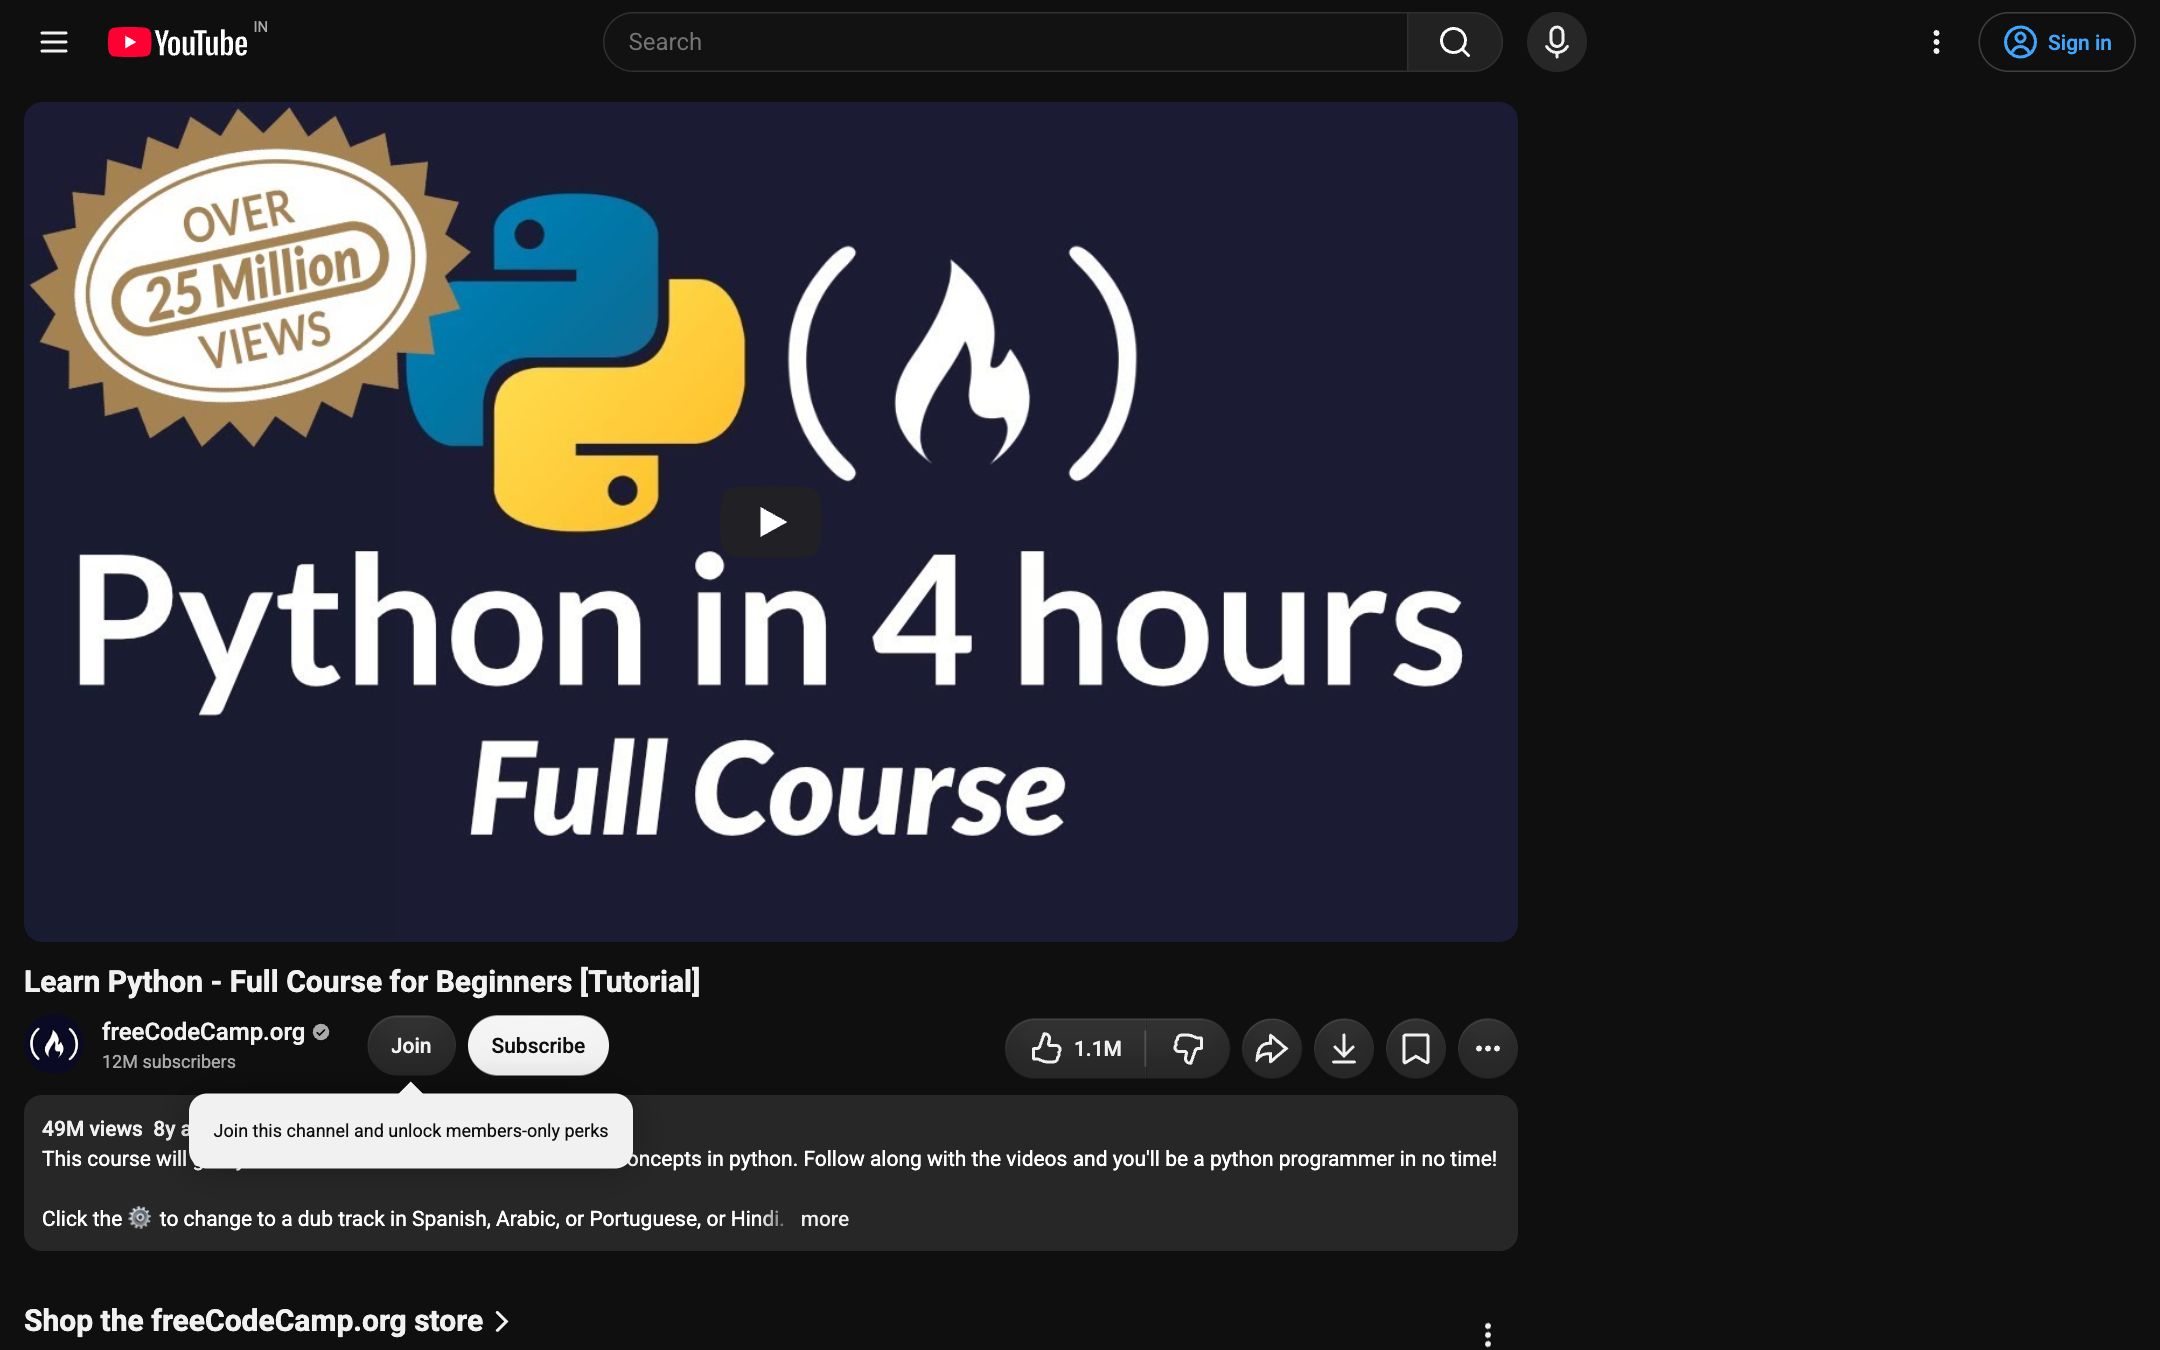 YouTube IN
Search
Sign in
OVER
25 Million
VIEWS
Python in 4 hours
Full Course
Learn Python - Full Course for Beginners [Tutorial]
freeCodeCamp.org
12M subscribers
Join
Subscribe
1.1M
Join this channel and unlock members-only perks
49M views 8y
This course will oncepts in python. Follow along with the videos and you'll be a python programmer in no time!
Click the ⚙️ to change to a dub track in Spanish, Arabic, or Portuguese, or Hindi. more
Shop the freeCodeCamp.org store